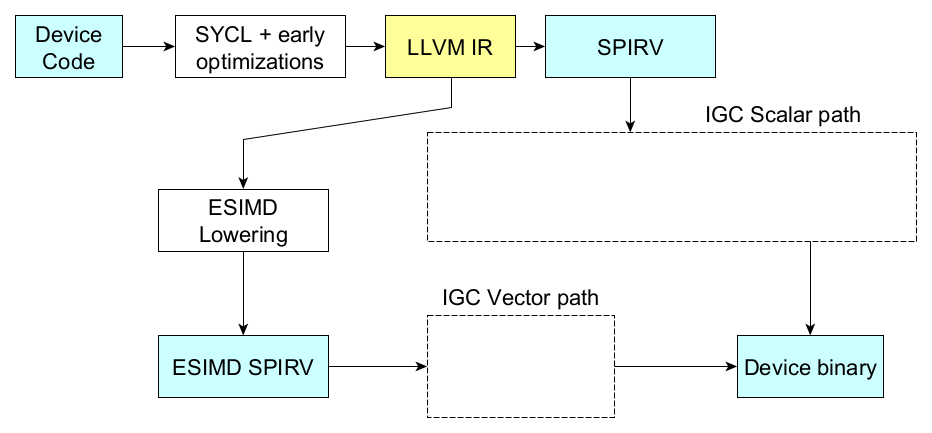 Device
Code
SYCL + early
optimizations
LLVM IR
SPIRV
IGC Scalar path
ESIMD
Lowering
IGC Vector path
ESIMD SPIRV
Device binary